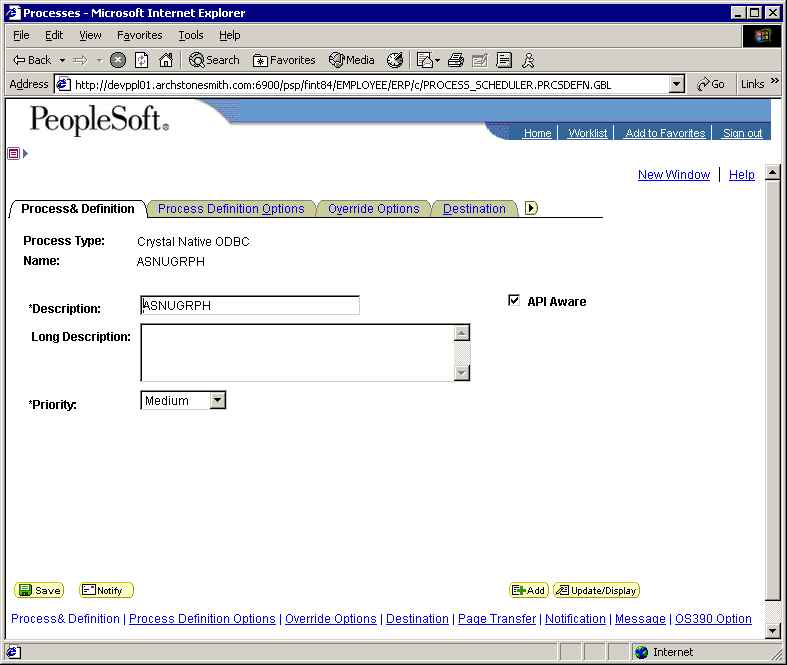 Processes - Microsoft Internet Explorer
File Edit View Favorites Tools Help
Back Search Favorites Media
Address http://devppl01.archstonesmith.com:6900/psp/fint84/EMPLOYEE/ERP/c/PROCESS_SCHEDULER.PRCSDEFN.GBL Go Links »
PeopleSoft®
Home Worklist Add to Favorites Sign out
New Window | Help
Process& Definition Process Definition Options Override Options Destination
Process Type: Crystal Native ODBC
Name: ASNUGRPH
*Description: ASNUGRPH API Aware
Long Description:
*Priority: Medium
Save Notify Add Update/Display
Process& Definition | Process Definition Options | Override Options | Destination | Page Transfer | Notification | Message | OS390 Option
Internet